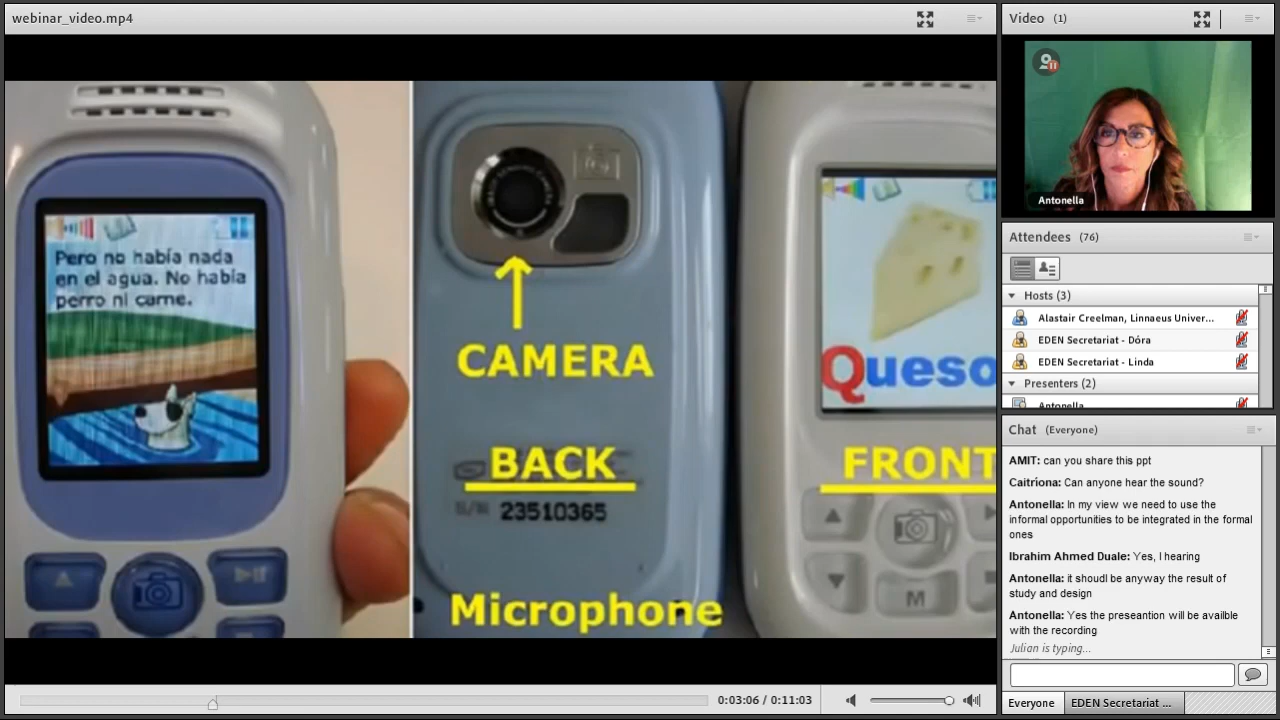 webinar_video.mp4
Pero no había nada
en el agua. No había
perro ni carne.
CAMERA
BACK
23510365
Microphone
Queso
FRONT
M
0:03:06 / 0:11:03
Video (1)
Antonella
Attendees (76)
Hosts (3)
Alastair Creelman, Linnaeus Univer...
EDEN Secretariat - Dóra
EDEN Secretariat - Linda
Presenters (2)
Antonella
Chat (Everyone)
AMIT: can you share this ppt
Caitríona: Can anyone hear the sound?
Antonella: In my view we need to use the
informal opportunities to be integrated in the formal
ones
Ibrahim Ahmed Duale: Yes, I hearing
Antonella: it shoudl be anyway the result of
study and design
Antonella: Yes the preseantion will be availble
with the recording
Julian is typing...
Everyone
EDEN Secretariat ...